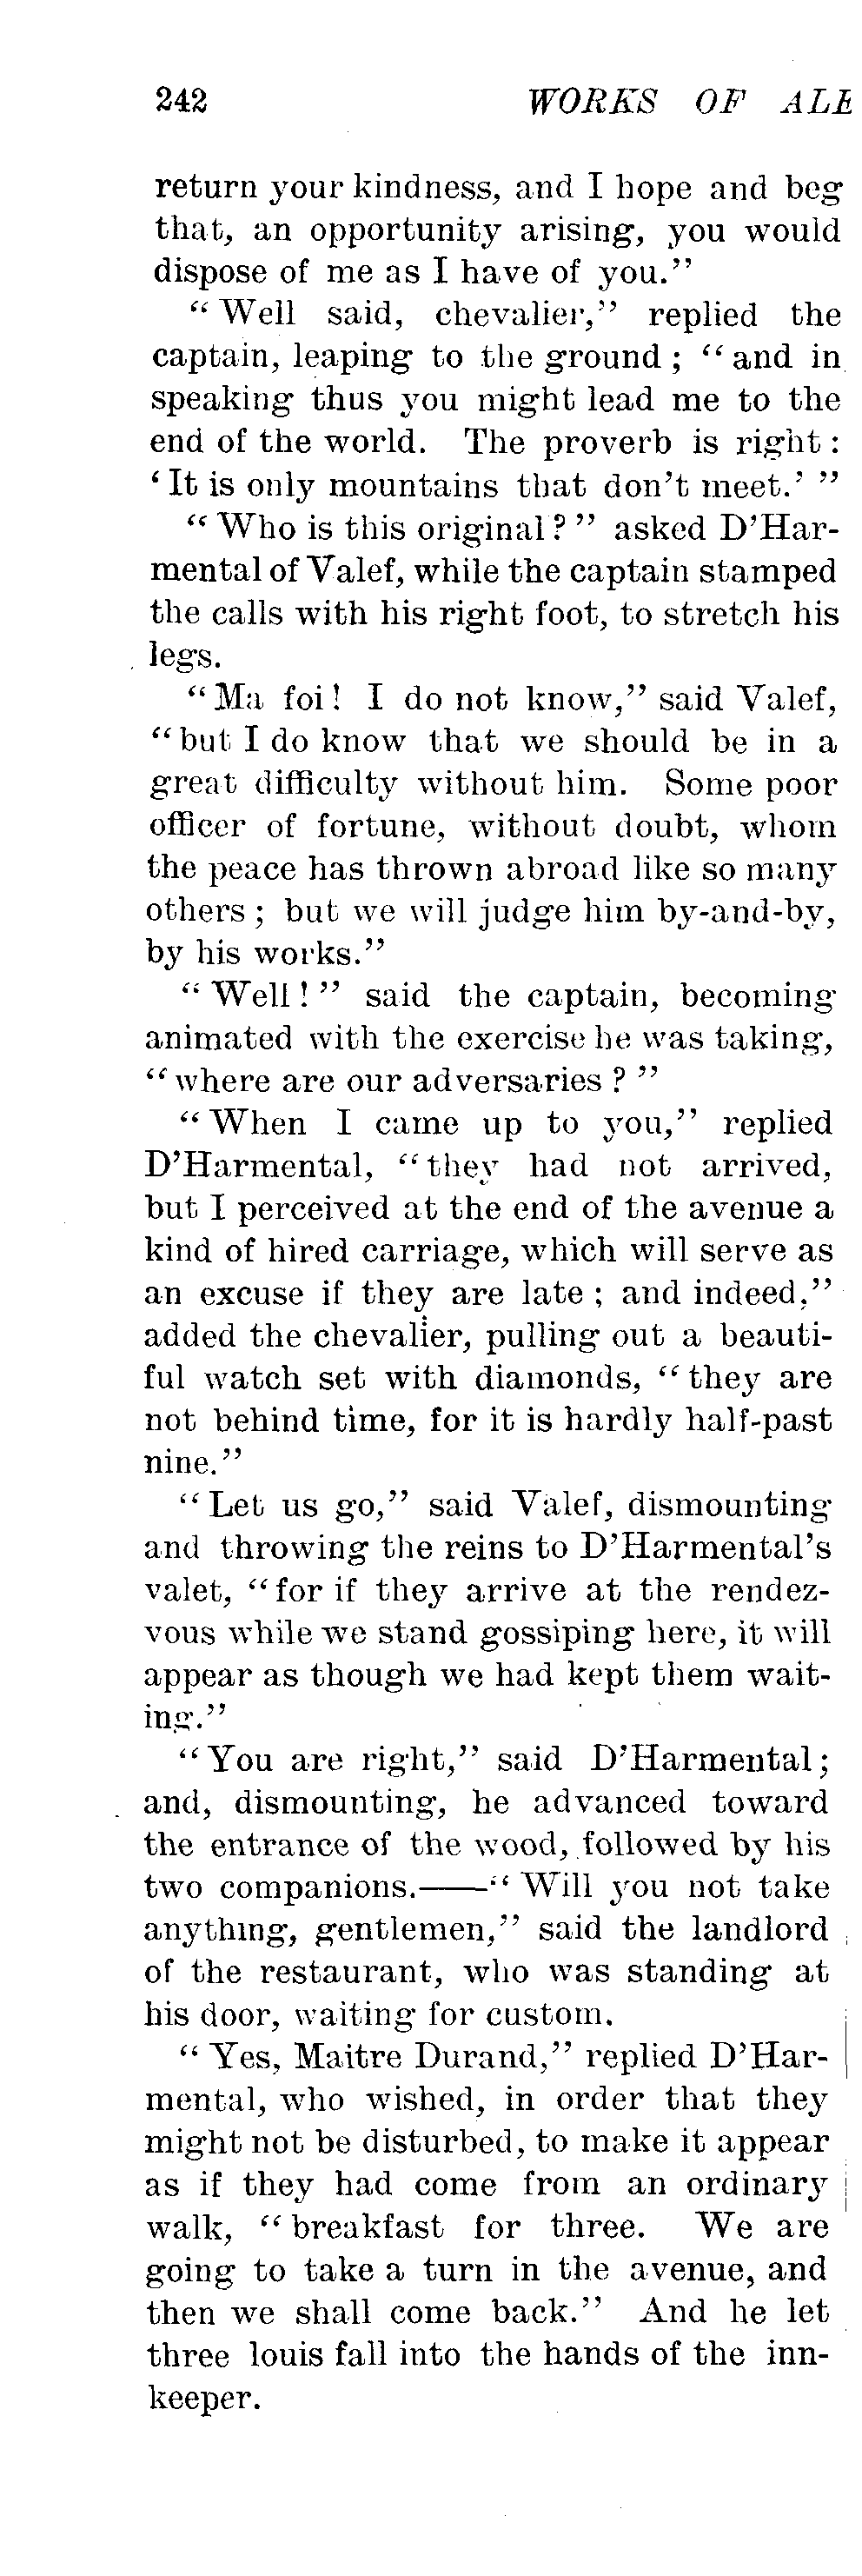 242 WORKS OF ALE
return your kindness, and I hope and beg
that, an opportunity arising, you would
dispose of me as I have of you."
"Well said, chevalier," replied the
captain, leaping to the ground; "and in
speaking thus you might lead me to the
end of the world. The proverb is right:
'It is only mountains that don't meet.'"
"Who is this original?" asked D'Har-
mental of Valef, while the captain stamped
the calls with his right foot, to stretch his
legs.
"Ma foi! I do not know," said Valef,
"but I do know that we should be in a
great difficulty without him. Some poor
officer of fortune, without doubt, whom
the peace has thrown abroad like so many
others; but we will judge him by-and-by,
by his works."
"Well!" said the captain, becoming
animated with the exercise he was taking,
"where are our adversaries?"
"When I came up to you," replied
D'Harmental, "they had not arrived,
but I perceived at the end of the avenue a
kind of hired carriage, which will serve as
an excuse if they are late; and indeed,"
added the chevalier, pulling out a beauti-
ful watch set with diamonds, "they are
not behind time, for it is hardly half-past
nine."
"Let us go," said Valef, dismounting
and throwing the reins to D'Harmental's
valet, "for if they arrive at the rendez-
vous while we stand gossiping here, it will
appear as though we had kept them wait-
ing."
"You are right," said D'Harmental;
and, dismounting, he advanced toward
the entrance of the wood, followed by his
two companions.——"Will you not take
anything, gentlemen," said the landlord
of the restaurant, who was standing at
his door, waiting for custom.
"Yes, Maitre Durand," replied D'Har-
mental, who wished, in order that they
might not be disturbed, to make it appear
as if they had come from an ordinary
walk, "breakfast for three. We are
going to take a turn in the avenue, and
then we shall come back." And he let
three louis fall into the hands of the inn-
keeper.